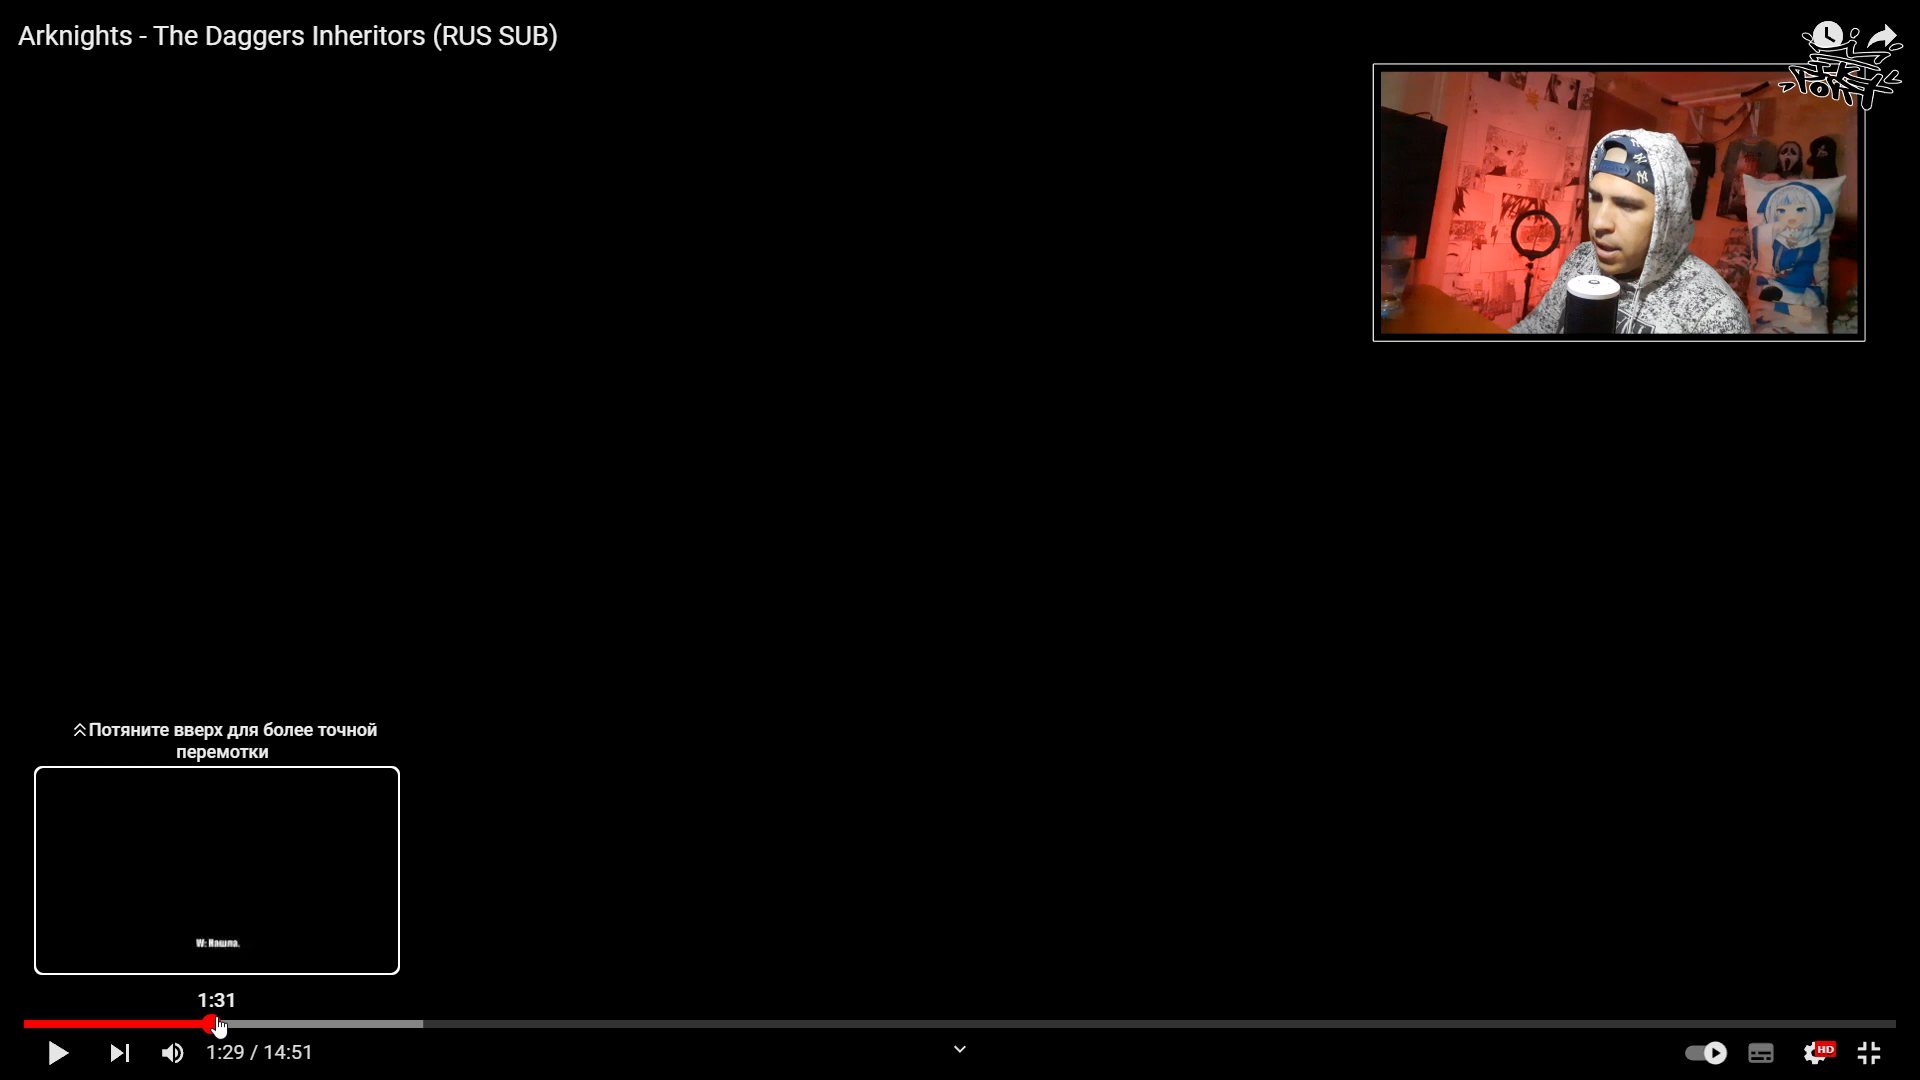 Arknights - The Daggers Inheritors (RUS SUB)
Потяните вверх для более точной
перемотки
W: Нашла.
1:31
1:29 / 14:51
HD